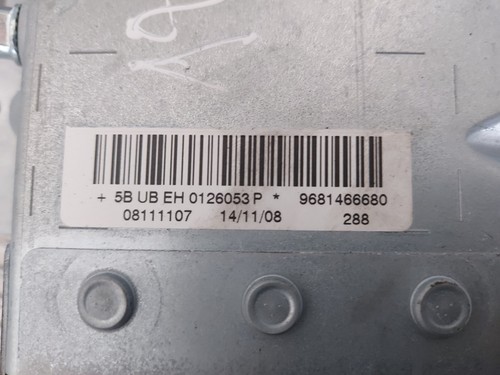 + 5B UB EH 0126053 P * 9681466680
08111107 14/11/08 288